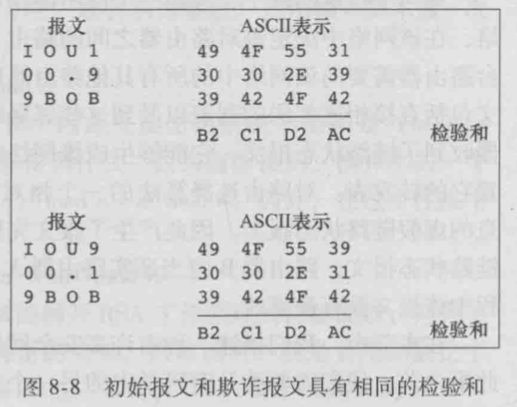 报文 ASCII表示
I O U 1 49 4F 55 31
0 0 . 9 30 30 2E 39
9 B O B 39 42 4F 42
B2 C1 D2 AC 检验和
报文 ASCII表示
I O U 9 49 4F 55 39
0 0 . 1 30 30 2E 31
9 B O B 39 42 4F 42
B2 C1 D2 AC 检验和
图 8-8 初始报文和欺诈报文具有相同的检验和